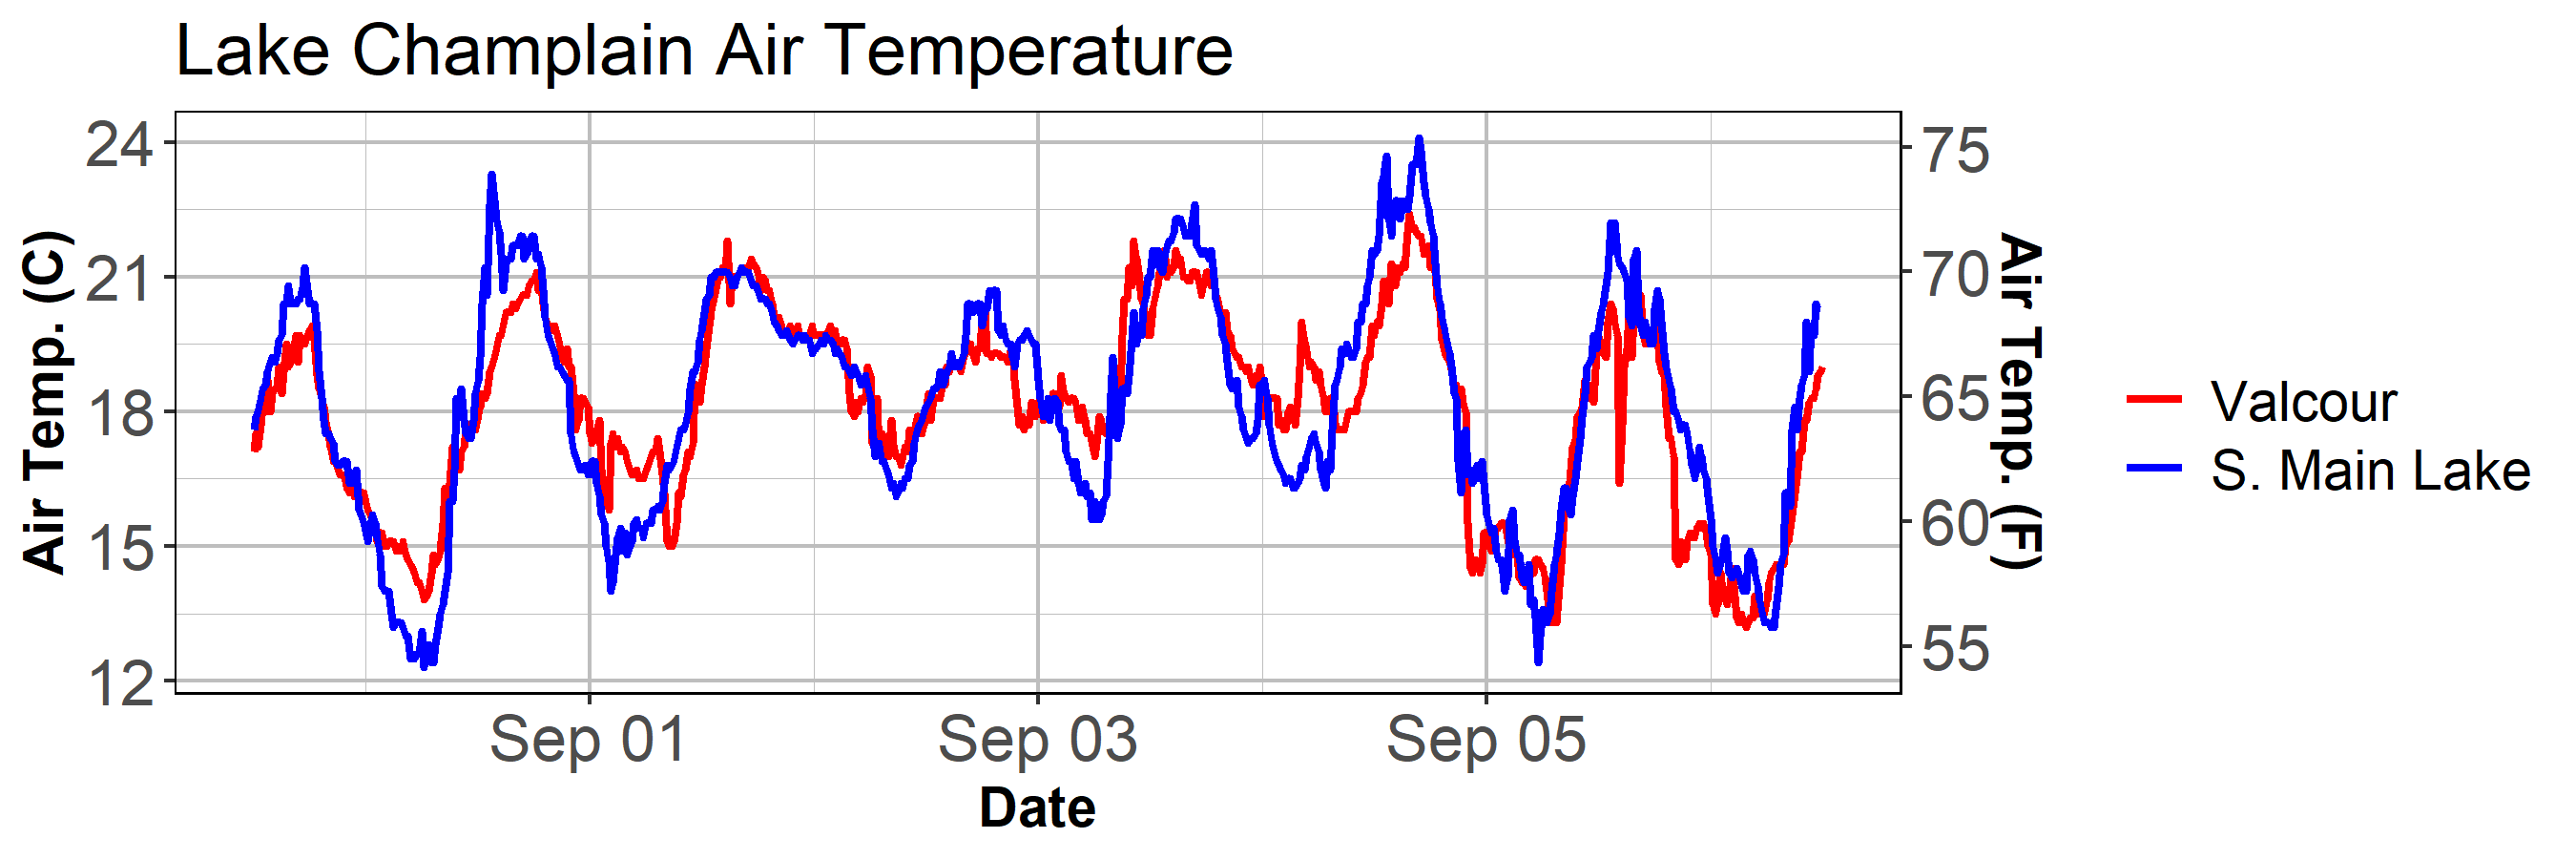 Lake Champlain Air Temperature
Air Temp. (C)
24
21
18
15
12
75
70
65
60
55
Air Temp. (F)
Sep 01
Sep 03
Sep 05
Date
Valcour
S. Main Lake